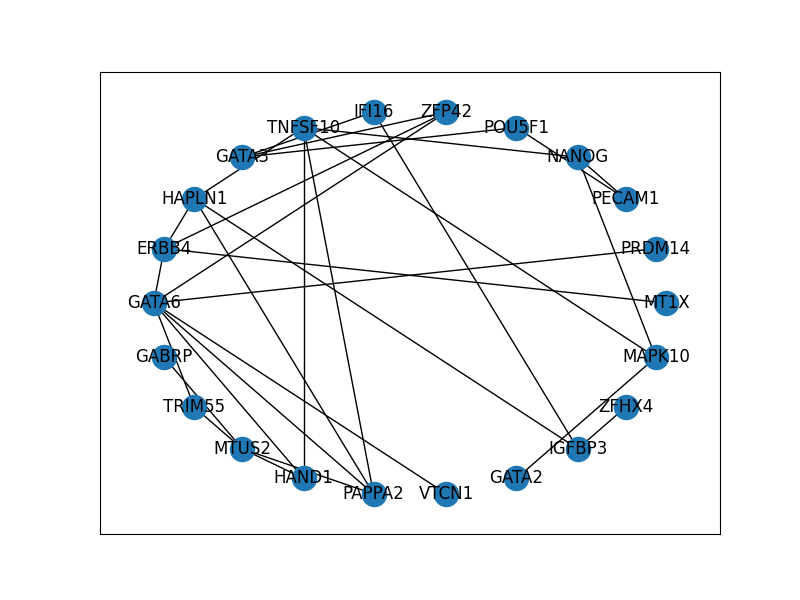 IFI16
ZFP42
TNFSF10
POU5F1
GATA3
NANOG
HAPLN1
PECAM1
ERBB4
PRDM14
GATA6
MT1X
GABRP
MAPK10
TRIM55
ZFHX4
MTUS2
IGFBP3
HAND1
GATA2
PAPPA2
VTCN1